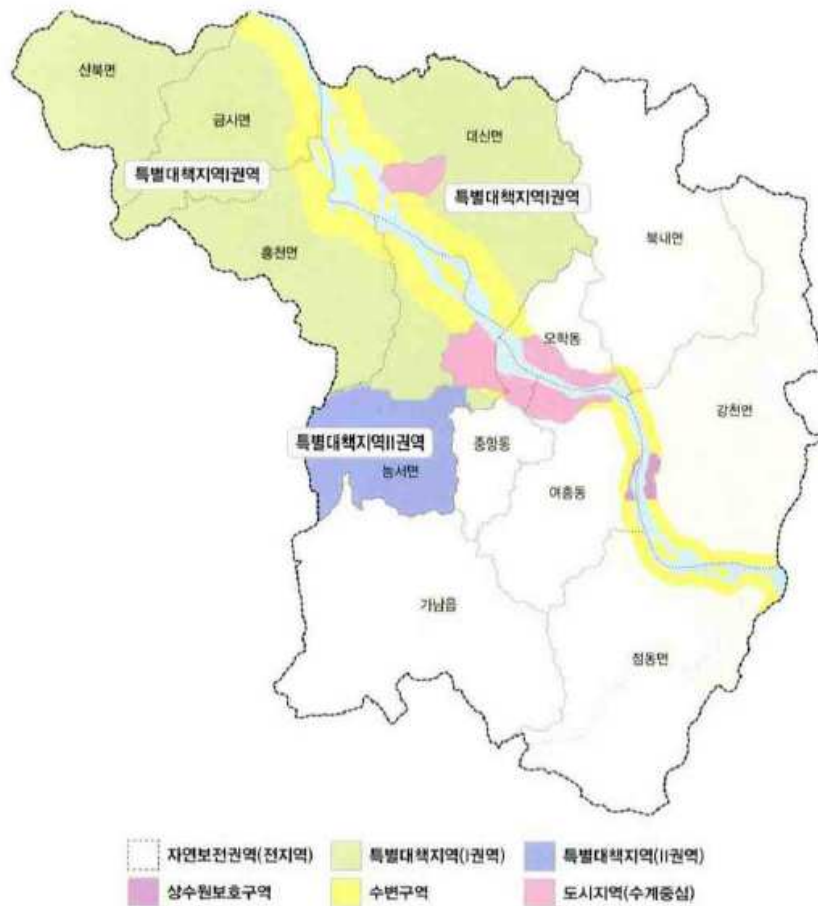 산북면
금사면
대신면
특별대책지역I권역
특별대책지역I권역
북내면
흥천면
오학동
강천면
특별대책지역II권역
중앙동
능서면
여흥동
가남읍
점동면
자연보전권역(전지역)
특별대책지역(I권역)
특별대책지역(II권역)
상수원보호구역
수변구역
도시지역(수계중심)